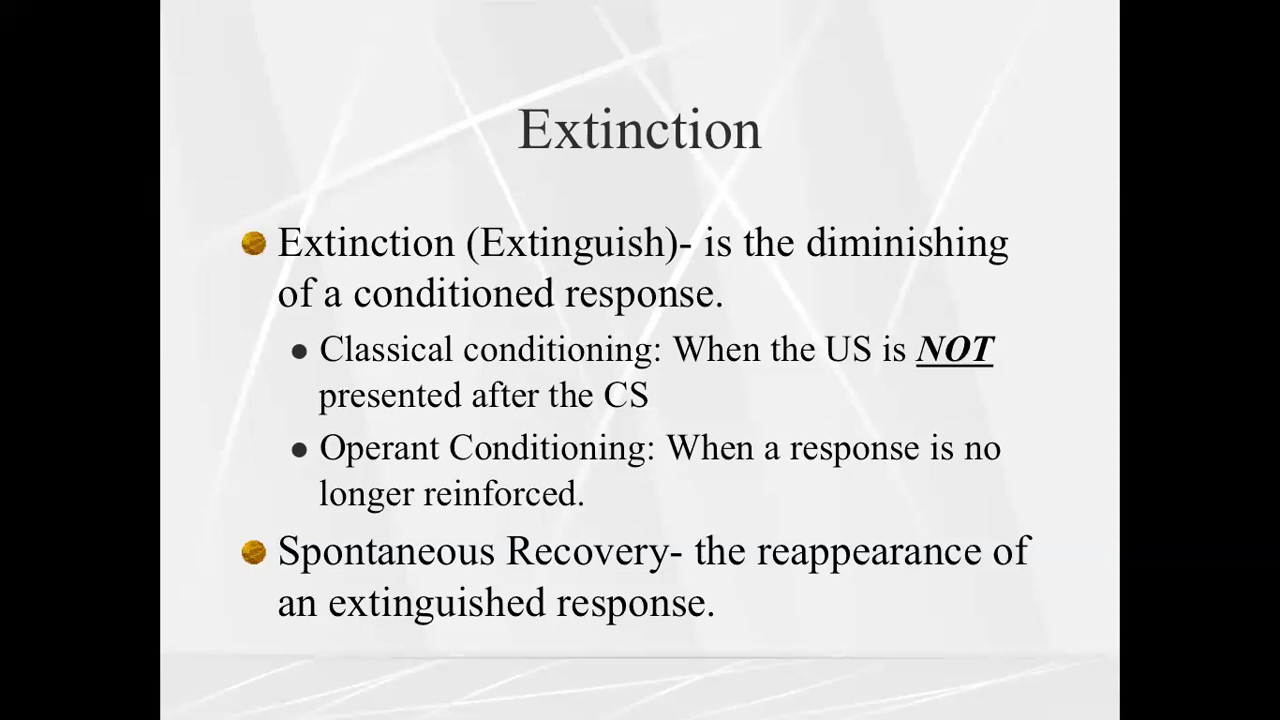 Extinction
Extinction (Extinguish)- is the diminishing
of a conditioned response.
Classical conditioning: When the US is NOT
presented after the CS
Operant Conditioning: When a response is no
longer reinforced.
Spontaneous Recovery- the reappearance of
an extinguished response.